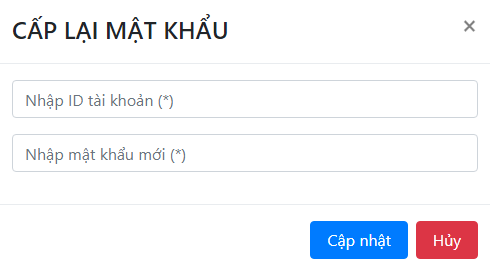 CẤP LẠI MẬT KHẨU ×
Nhập ID tài khoản (*)
Nhập mật khẩu mới (*)
Cập nhật Hủy